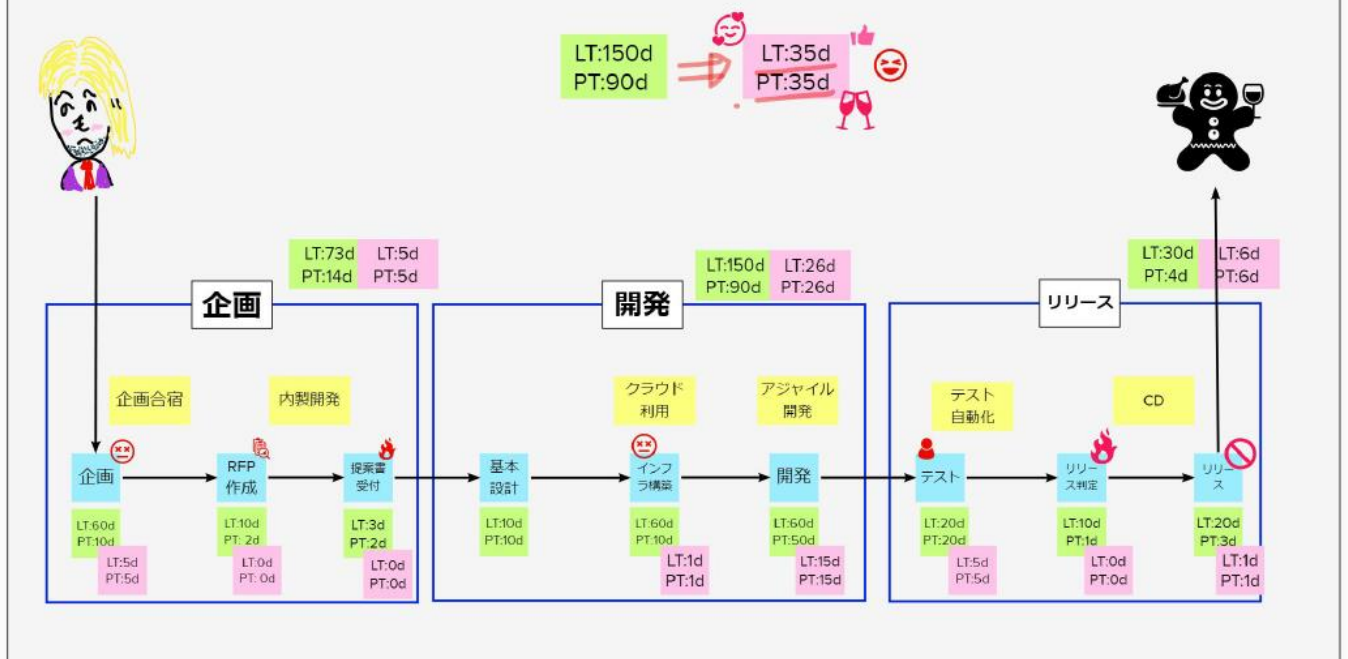 LT:150d
PT:90d
LT:35d
PT:35d
LT:73d
PT:14d
LT:5d
PT:5d
企画
企画合宿
内製開発
企画
RFP
作成
提案書
受付
LT:60d
PT:10d
LT:5d
PT:5d
LT:10d
PT: 2d
LT:0d
PT: 0d
LT:3d
PT:2d
LT:0d
PT:0d
LT:150d
PT:90d
LT:26d
PT:26d
開発
クラウド
利用
アジャイル
開発
基本
設計
インフ
ラ構築
開発
LT:10d
PT:10d
LT:60d
PT:10d
LT:1d
PT:1d
LT:60d
PT:50d
LT:15d
PT:15d
LT:30d
PT:4d
LT:6d
PT:6d
リリース
テスト
自動化
CD
テスト
リリー
ス判定
リリー
ス
LT:20d
PT:20d
LT:5d
PT:5d
LT:10d
PT:1d
LT:0d
PT:0d
LT:20d
PT:3d
LT:1d
PT:1d